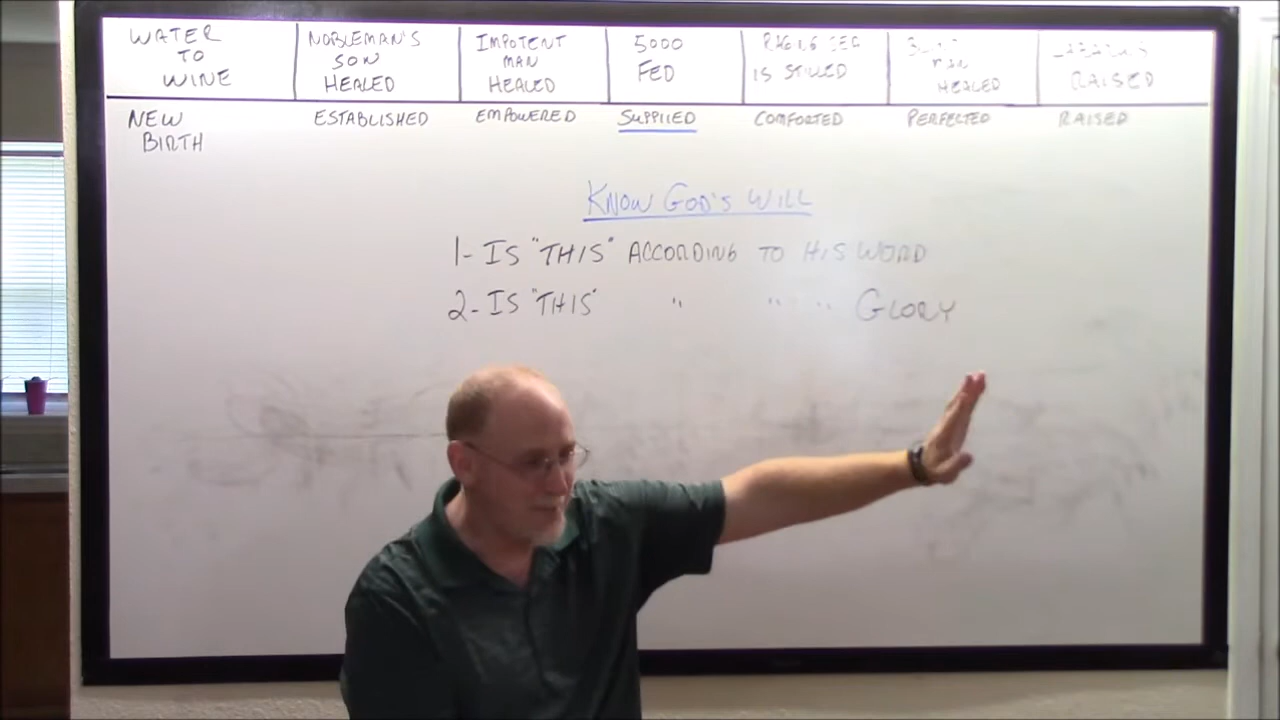 WATER
TO
WINE
NOBLEMAN'S
SON
HEALED
IMPOTENT
MAN
HEALED
5000
FED
RAGING SEA
IS STILLED
MAN
HEALED
RAISED
NEW
BIRTH
ESTABLISHED
EMPOWERED
SUPPLIED
COMFORTED
PERFECTED
RAISED
KNOW GOD'S WILL
1- IS "THIS" ACCORDING TO HIS WORD
2- IS "THIS" " " " GLORY